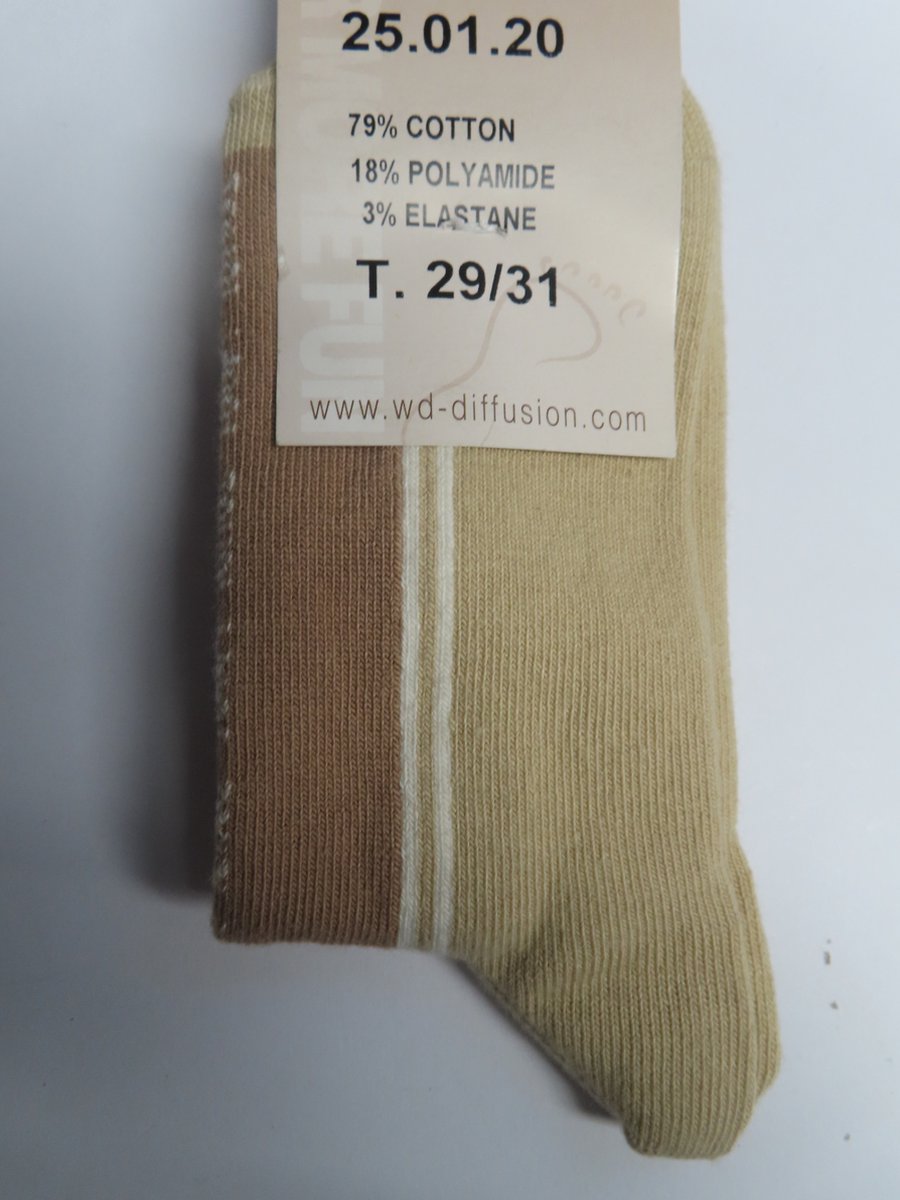 25.01.20
79% COTTON
18% POLYAMIDE
3% ELASTANE
T. 29/31
www.wd-diffusion.com